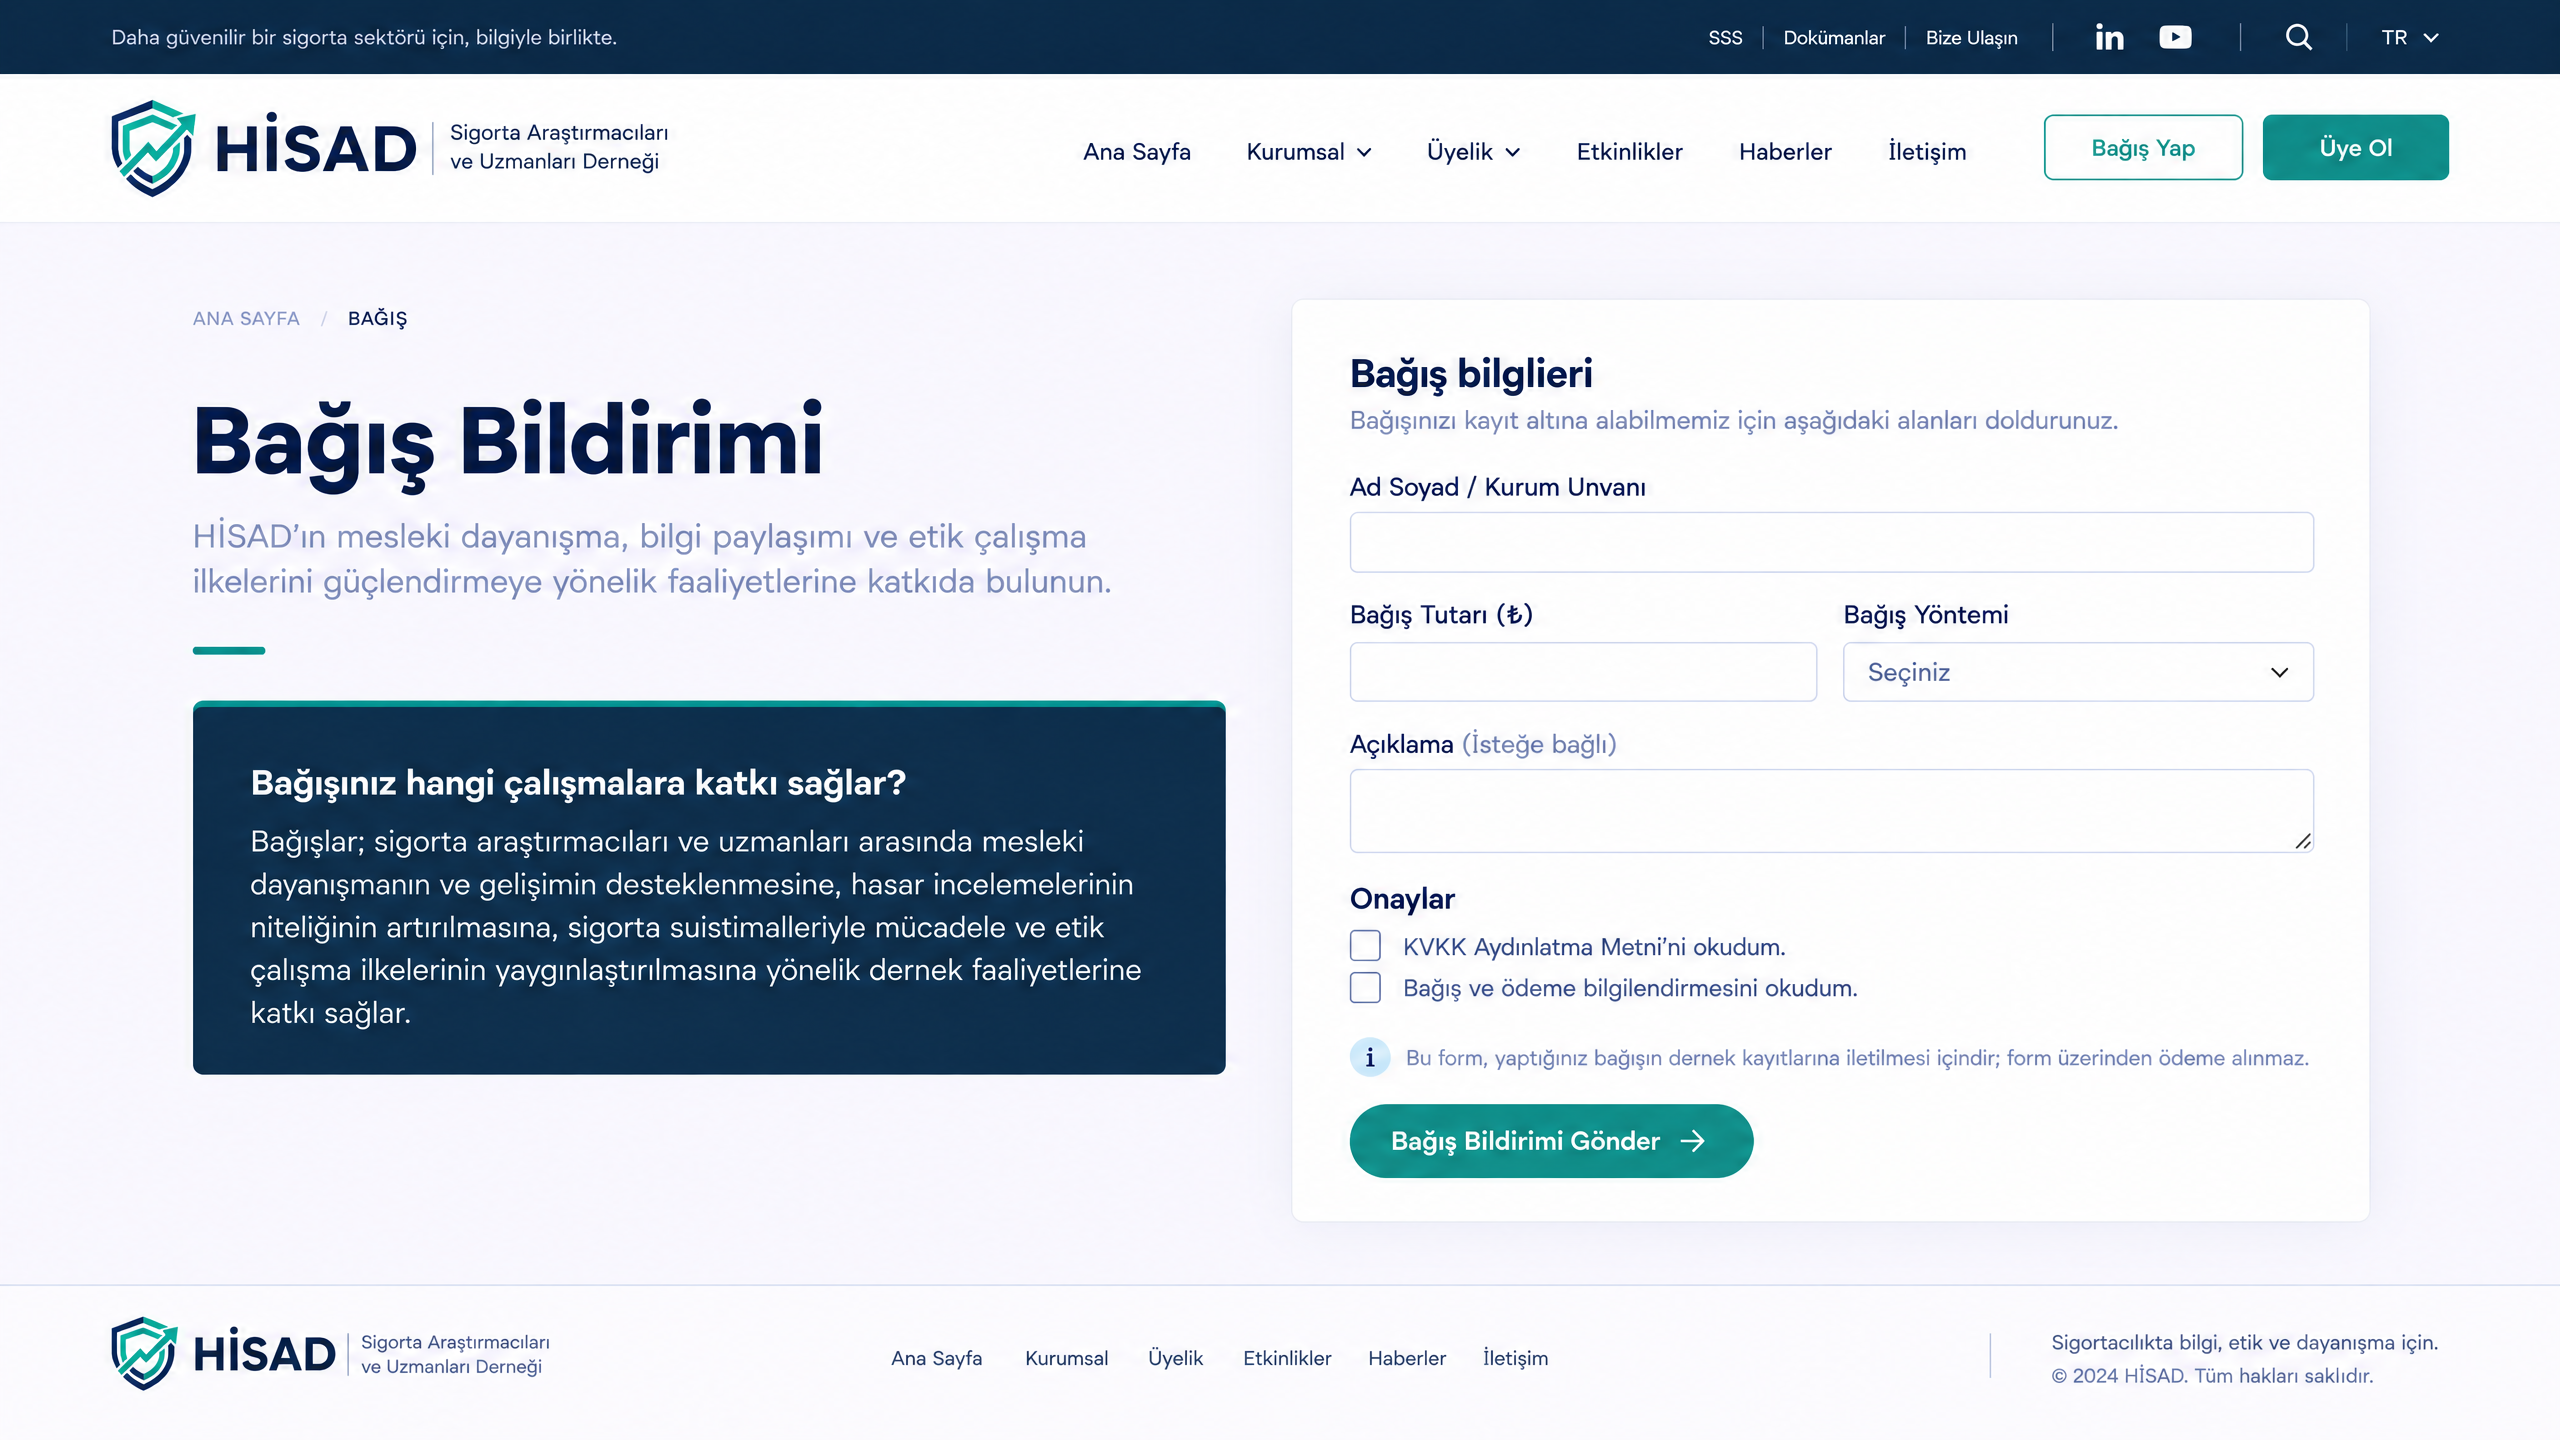 Daha güvenilir bir sigorta sektörü için, bilgiyle birlikte.
SSS
Dokümanlar
Bize Ulaşın
TR
HİSAD
Sigorta Araştırmacıları
ve Uzmanları Derneği
Ana Sayfa
Kurumsal
Üyelik
Etkinlikler
Haberler
İletişim
Bağış Yap
Üye Ol
ANA SAYFA / BAĞIŞ
Bağış Bildirimi
HİSAD’ın mesleki dayanışma, bilgi paylaşımı ve etik çalışma
ilkelerini güçlendirmeye yönelik faaliyetlerine katkıda bulunun.
Bağışınız hangi çalışmalara katkı sağlar?
Bağışlar; sigorta araştırmacıları ve uzmanları arasında mesleki
dayanışmanın ve gelişimin desteklenmesine, hasar incelemelerinin
niteliğinin artırılmasına, sigorta suistimalleriyle mücadele ve etik
çalışma ilkelerinin yaygınlaştırılmasına yönelik dernek faaliyetlerine
katkı sağlar.
Bağış bilglieri
Bağışınızı kayıt altına alabilmemiz için aşağıdaki alanları doldurunuz.
Ad Soyad / Kurum Unvanı
Bağış Tutarı (₺)
Bağış Yöntemi
Seçiniz
Açıklama (İsteğe bağlı)
Onaylar
KVKK Aydınlatma Metni’ni okudum.
Bağış ve ödeme bilgilendirmesini okudum.
Bu form, yaptığınız bağışın dernek kayıtlarına iletilmesi içindir; form üzerinden ödeme alınmaz.
Bağış Bildirimi Gönder
HİSAD
Sigorta Araştırmacıları
ve Uzmanları Derneği
Ana Sayfa
Kurumsal
Üyelik
Etkinlikler
Haberler
İletişim
Sigortacılıkta bilgi, etik ve dayanışma için.
© 2024 HİSAD. Tüm hakları saklıdır.